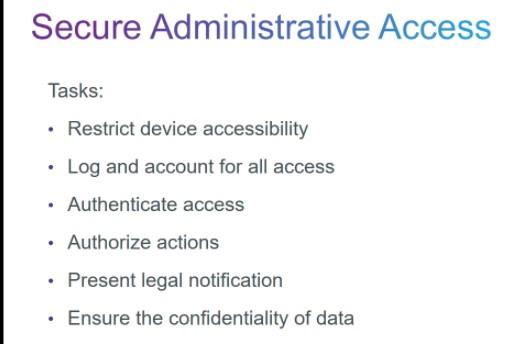 Secure Administrative Access
Tasks:
• Restrict device accessibility
• Log and account for all access
• Authenticate access
• Authorize actions
• Present legal notification
• Ensure the confidentiality of data